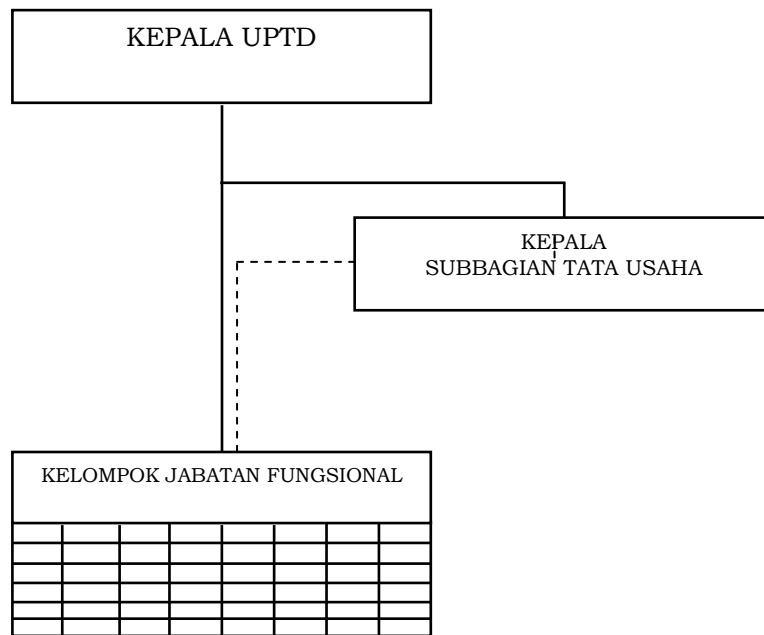 KEPALA UPTD
KEPALA
SUBBAGIAN TATA USAHA
KELOMPOK JABATAN FUNGSIONAL